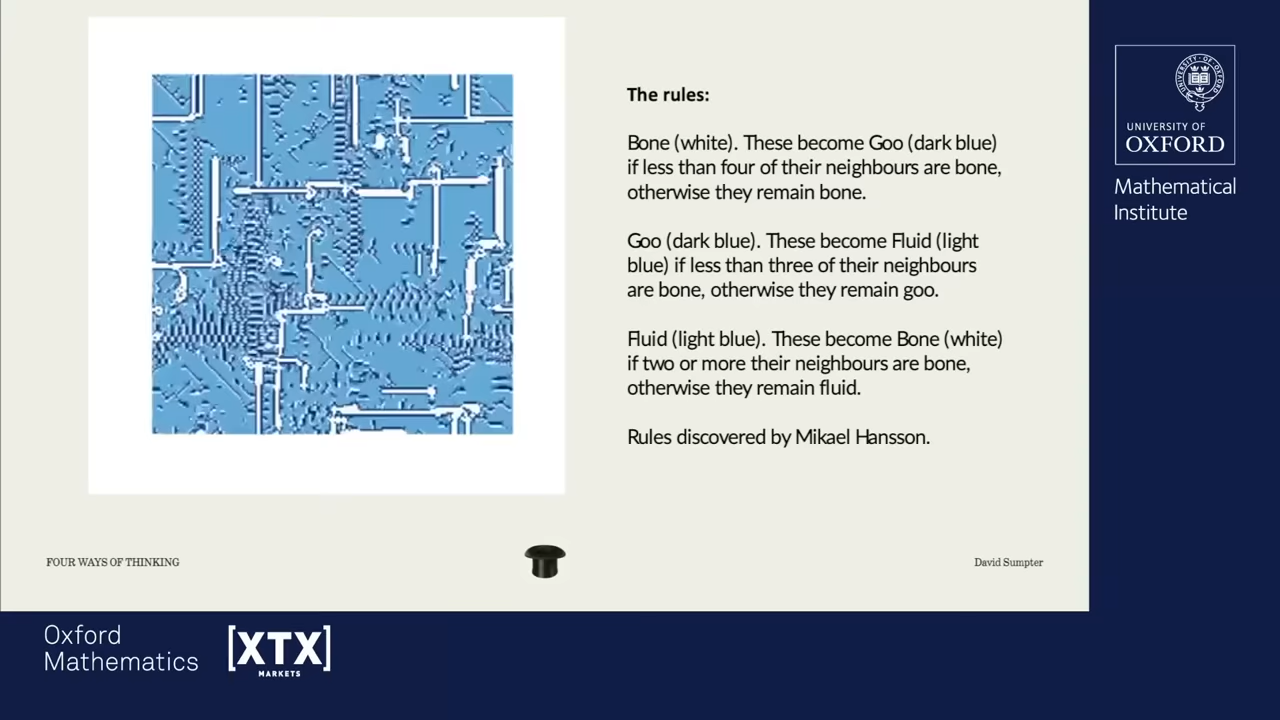 The rules:
Bone (white). These become Goo (dark blue)
if less than four of their neighbours are bone,
otherwise they remain bone.
Goo (dark blue). These become Fluid (light
blue) if less than three of their neighbours
are bone, otherwise they remain goo.
Fluid (light blue). These become Bone (white)
if two or more their neighbours are bone,
otherwise they remain fluid.
Rules discovered by Mikael Hansson.
FOUR WAYS OF THINKING
David Sumpter
UNIVERSITY OF
OXFORD
Mathematical
Institute
Oxford
Mathematics
[XTX]
MARKETS